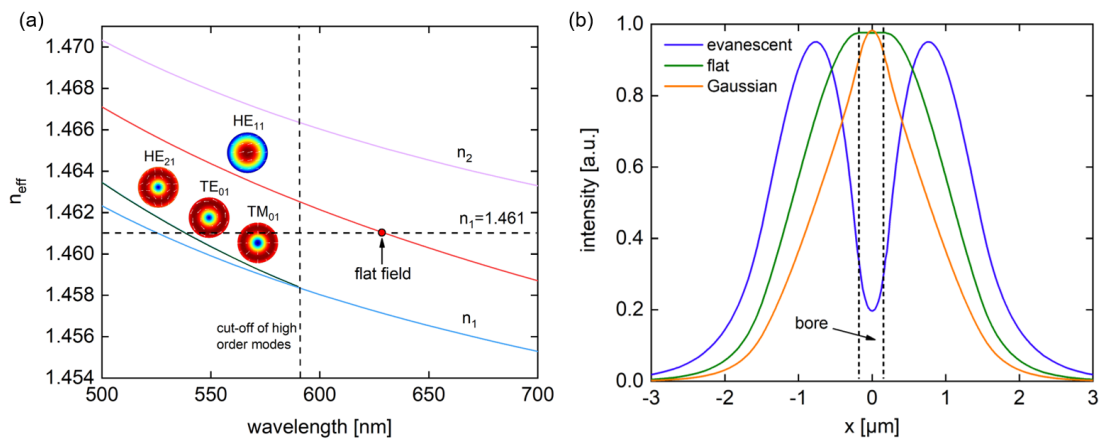 (a)
1.470
1.468
1.466
1.464
1.462
1.460
1.458
1.456
1.454
n_eff
HE₁₁
HE₂₁
TE₀₁
TM₀₁
n₂
n₁=1.461
flat field
n₁
cut-off of high
order modes
500
550
600
650
700
wavelength [nm]
(b)
1.0
0.8
0.6
0.4
0.2
0.0
intensity [a.u.]
evanescent
flat
Gaussian
bore
-3
-2
-1
0
1
2
3
x [µm]